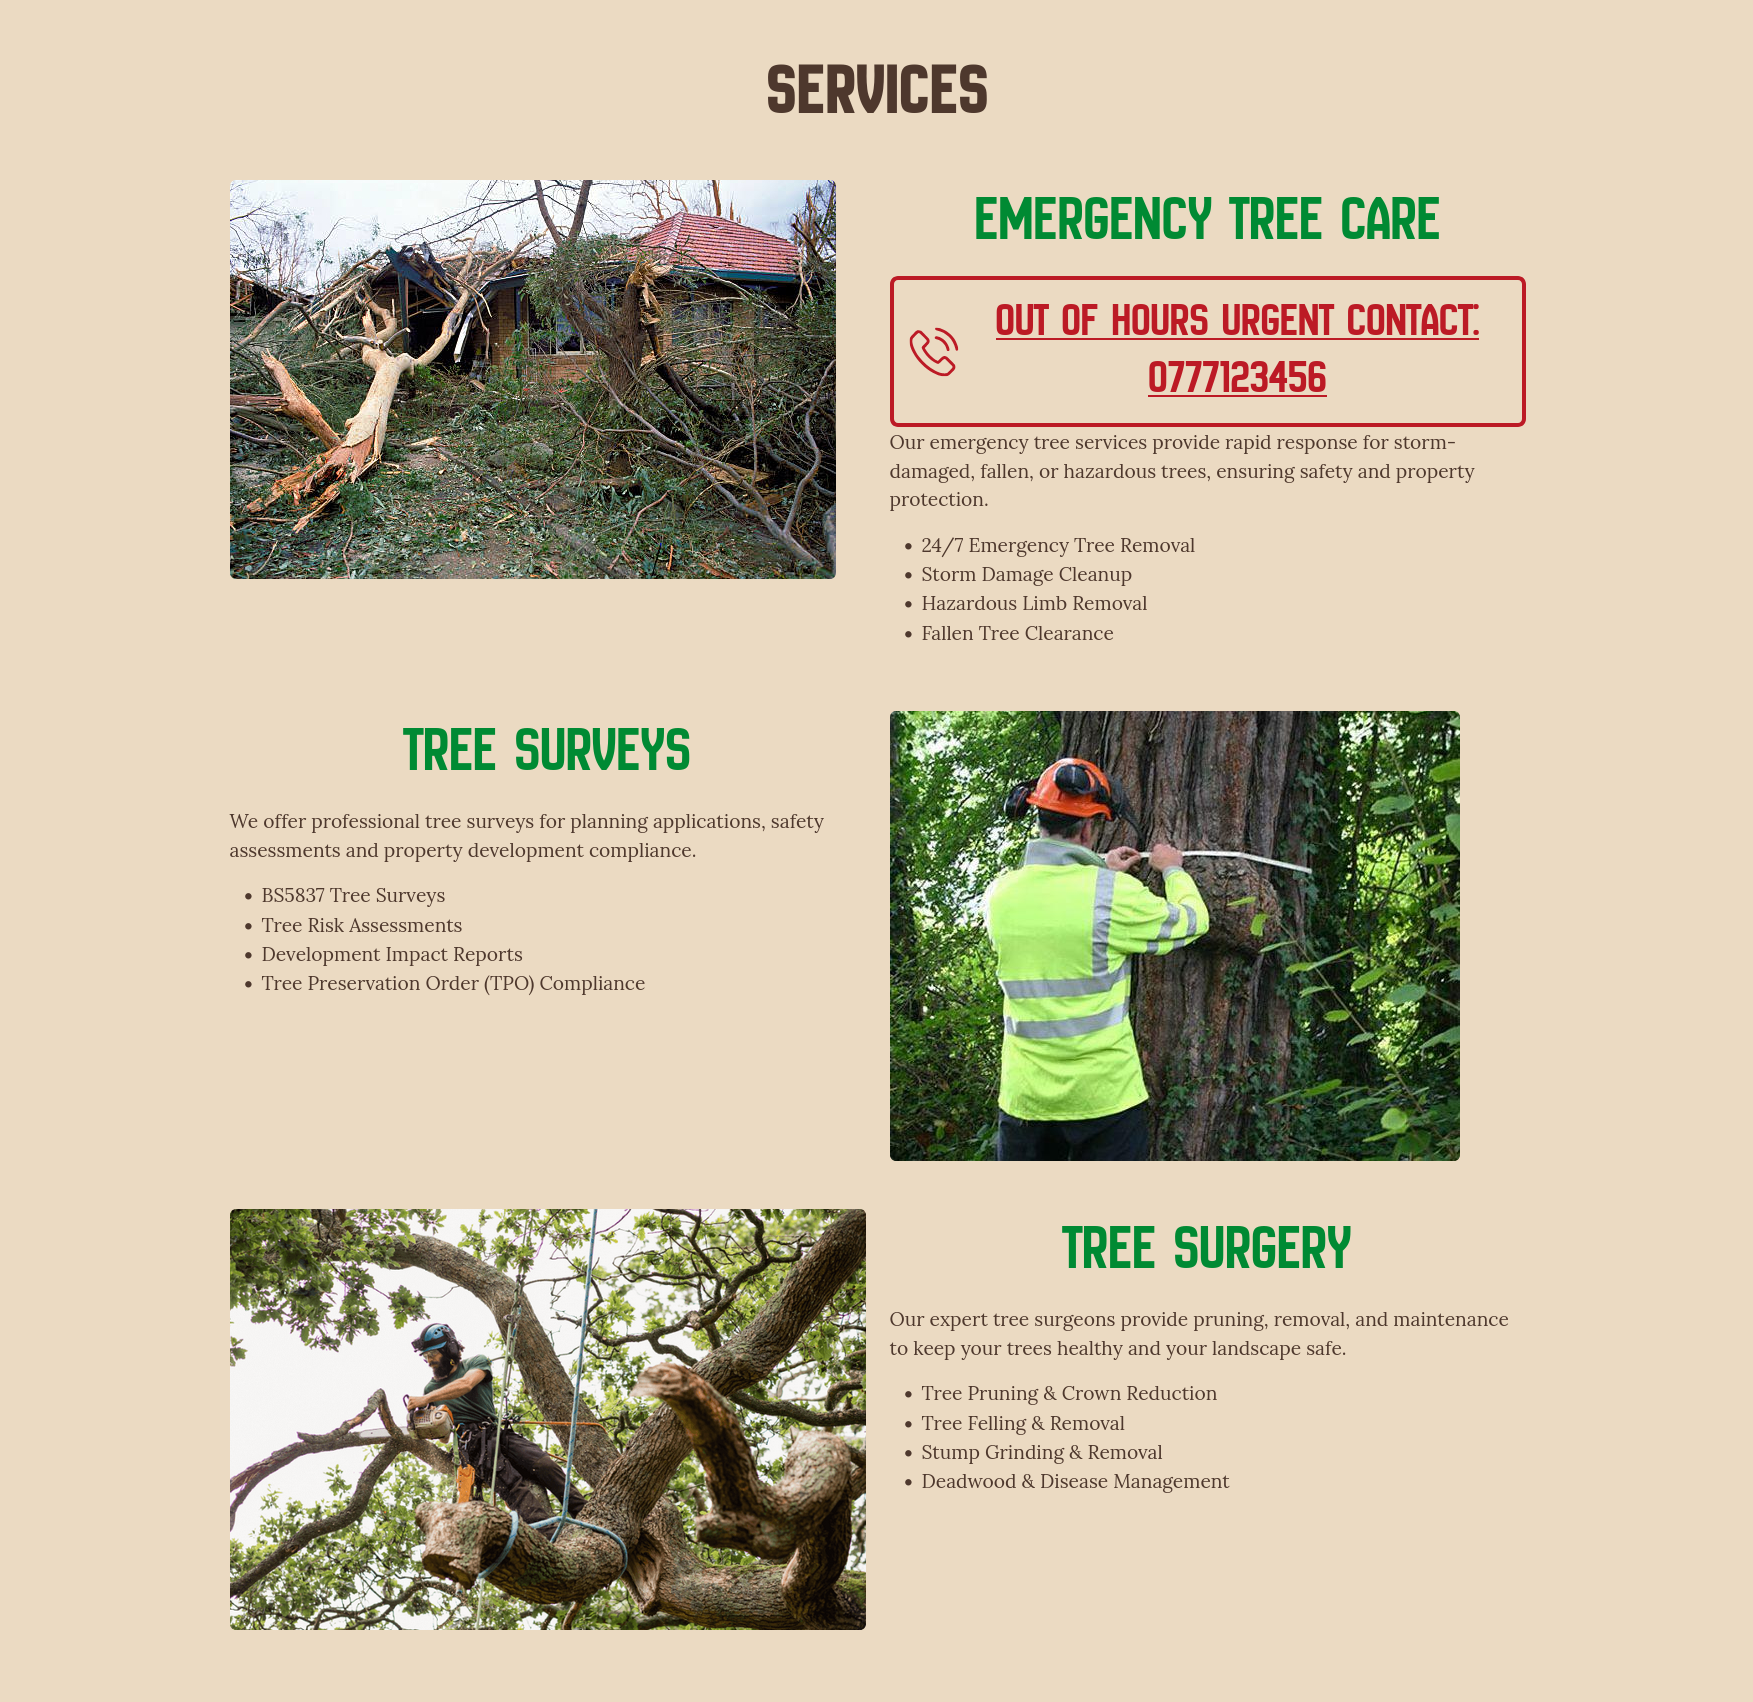 SERVICES
EMERGENCY TREE CARE
OUT OF HOURS URGENT CONTACT:
0777123456
Our emergency tree services provide rapid response for storm-
damaged, fallen, or hazardous trees, ensuring safety and property
protection.
• 24/7 Emergency Tree Removal
• Storm Damage Cleanup
• Hazardous Limb Removal
• Fallen Tree Clearance
TREE SURVEYS
We offer professional tree surveys for planning applications, safety
assessments and property development compliance.
• BS5837 Tree Surveys
• Tree Risk Assessments
• Development Impact Reports
• Tree Preservation Order (TPO) Compliance
TREE SURGERY
Our expert tree surgeons provide pruning, removal, and maintenance
to keep your trees healthy and your landscape safe.
• Tree Pruning & Crown Reduction
• Tree Felling & Removal
• Stump Grinding & Removal
• Deadwood & Disease Management